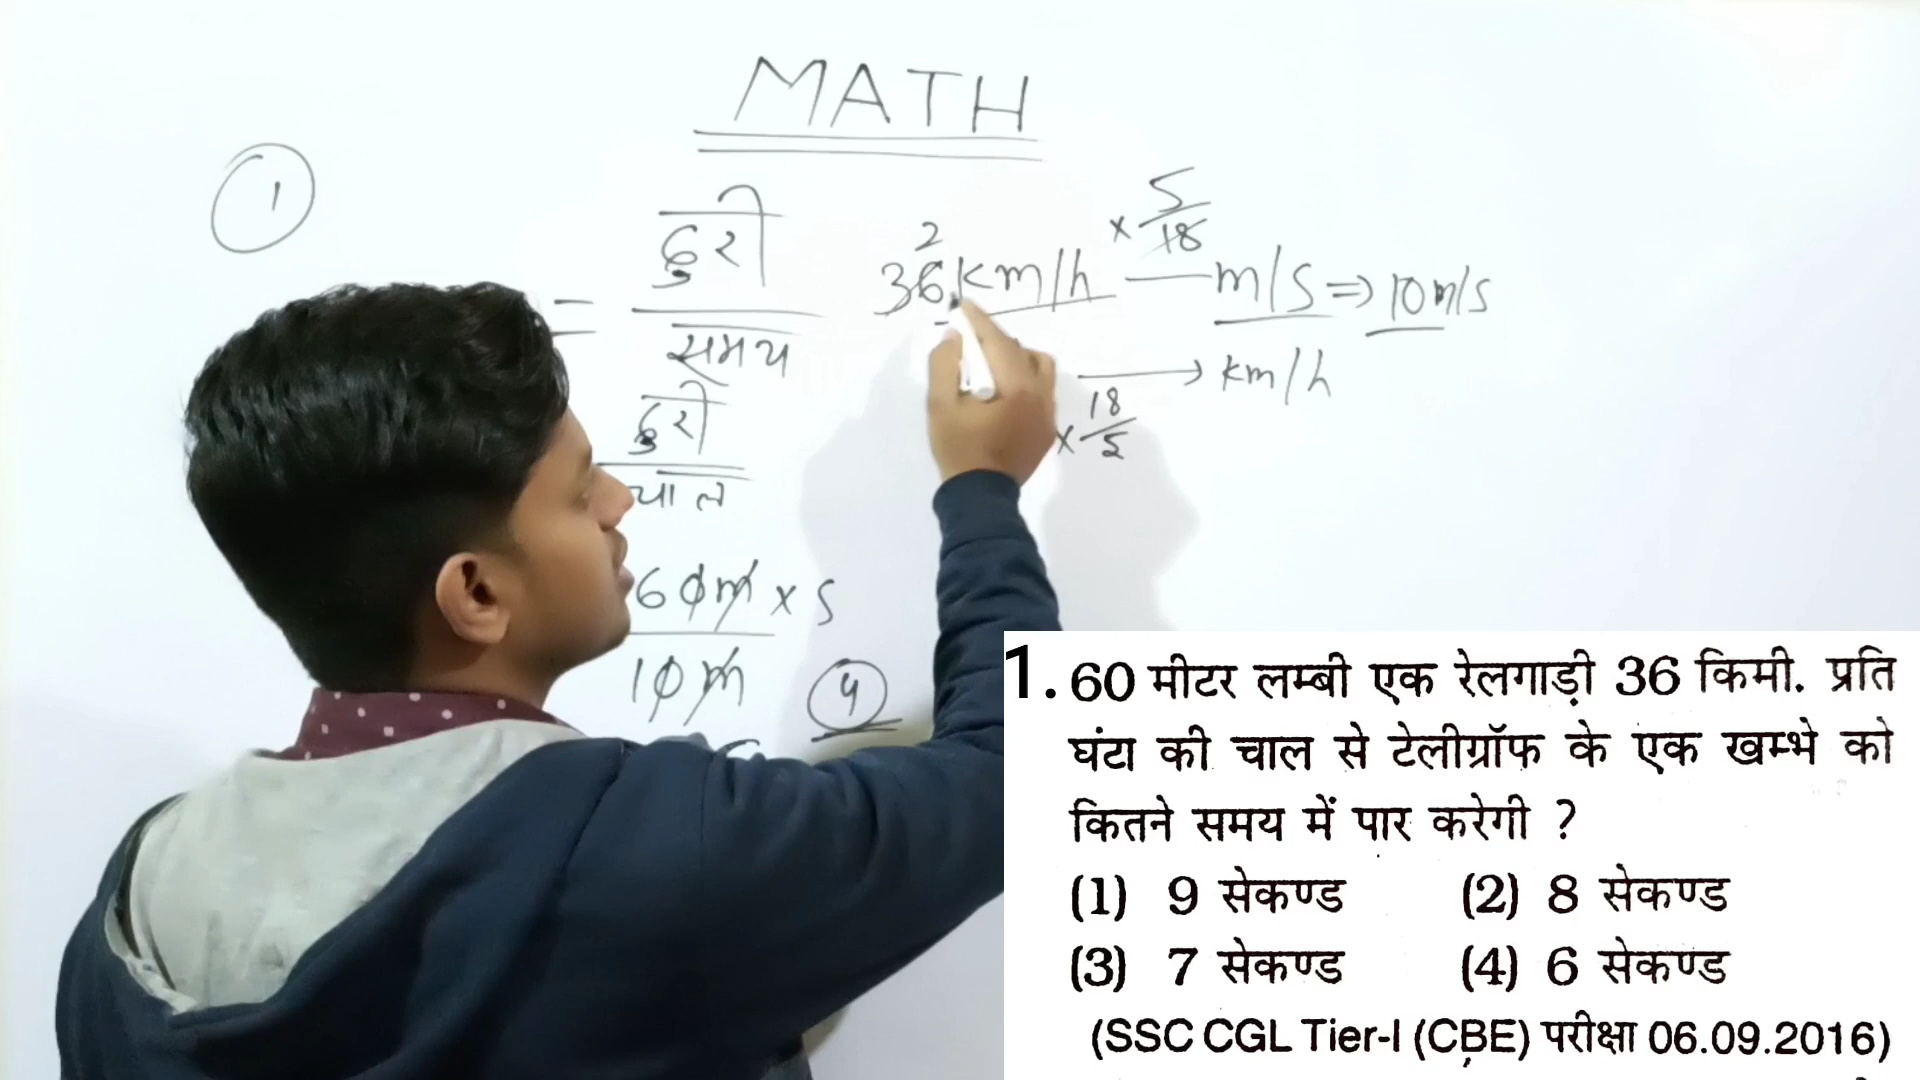 MATH
1
= दुरी / समय
36 2 km/h × 5/18 m/s ⇒ 10 m/s
× 18/5 → km/h
दुरी / चाल
60m × s
10m
4
1. 60 मीटर लम्बी एक रेलगाड़ी 36 किमी. प्रति
घंटा की चाल से टेलीग्रॉफ के एक खम्भे को
कितने समय में पार करेगी ?
(1) 9 सेकण्ड (2) 8 सेकण्ड
(3) 7 सेकण्ड (4) 6 सेकण्ड
(SSC CGL Tier-I (CBE) परीक्षा 06.09.2016)